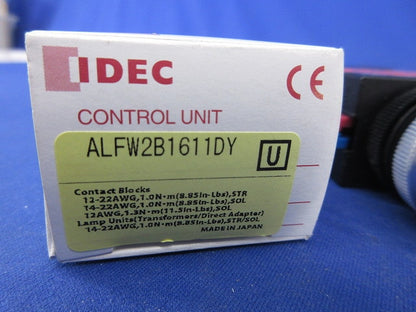 IDEC
CE
CONTROL UNIT
ALFW2B1611DY
U
Contact Blocks
12-22AWG,1.0N·m(8.85in-Lbs),STR
14-22AWG,1.0N·m(8.85in-Lbs),SOL
12AWG,1.3N·m(11.5in-Lbs),SOL
Lamp Units(Transformers/Direct Adapter)
14-22AWG,1.0N·m(8.85in-Lbs),STR/SOL
MADE IN JAPAN